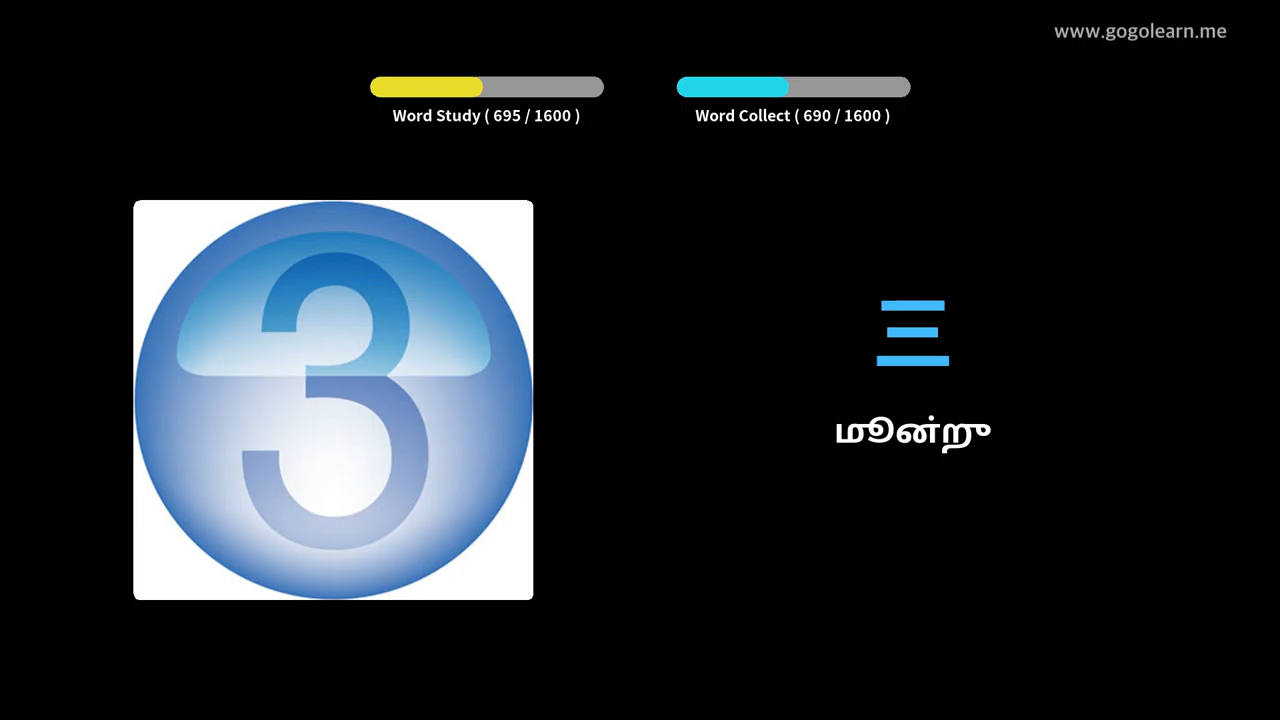 www.gogolearn.me
Word Study ( 695 / 1600 )
Word Collect ( 690 / 1600 )
3
三
மூன்று